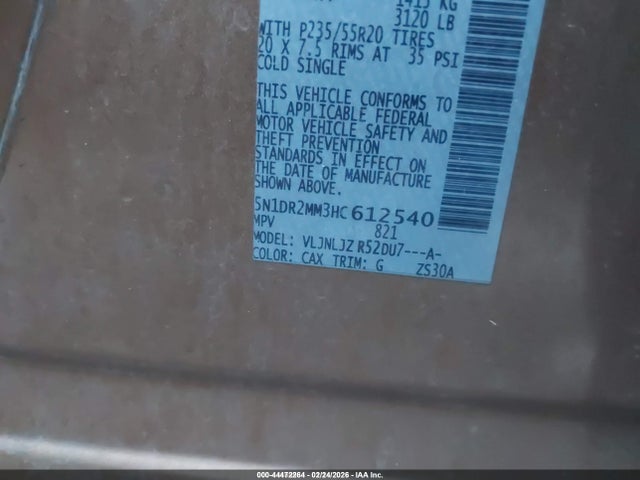 1415 KG
3120 LB
WITH P235/55R20 TIRES
20 X 7.5 RIMS AT 35 PSI
COLD SINGLE
THIS VEHICLE CONFORMS TO
ALL APPLICABLE FEDERAL
MOTOR VEHICLE SAFETY AND
THEFT PREVENTION
STANDARDS IN EFFECT ON
THE DATE OF MANUFACTURE
SHOWN ABOVE.
5N1DR2MM3HC612540
MPV 821
MODEL: VLJNLJZ R52DU7---A-
COLOR: CAX TRIM: G ZS30A
000-44472264 - 02/24/2026 - IAA Inc.